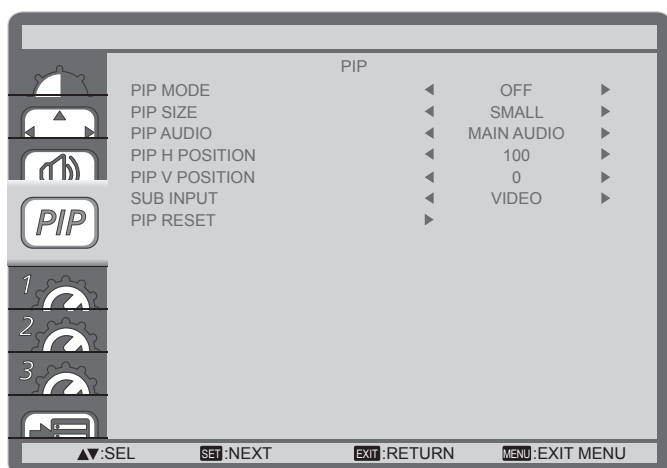 PIP
PIP MODE ◀ OFF ▶
PIP SIZE ◀ SMALL ▶
PIP AUDIO ◀ MAIN AUDIO ▶
PIP H POSITION ◀ 100 ▶
PIP V POSITION ◀ 0 ▶
SUB INPUT ◀ VIDEO ▶
PIP RESET ▶
PIP
1
2
3
▲▼:SEL SET:NEXT EXIT:RETURN MENU:EXIT MENU